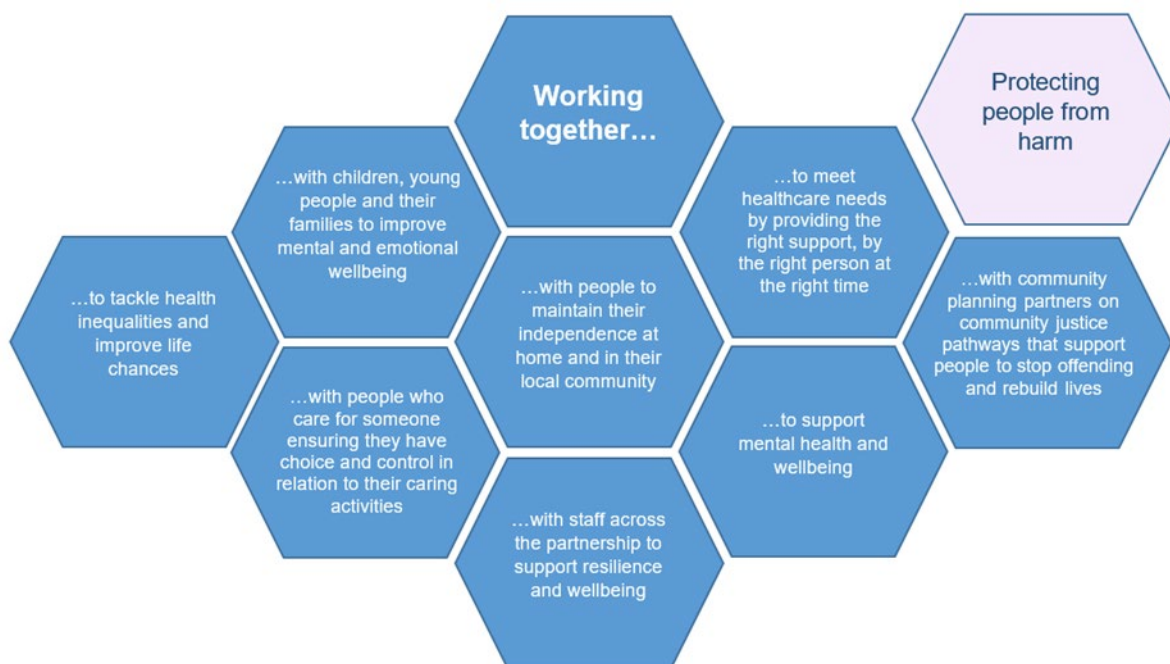 Working
together…
Protecting
people from
harm
…with children, young
people and their
families to improve
mental and emotional
wellbeing
…to meet
healthcare needs
by providing the
right support, by
the right person at
the right time
…to tackle health
inequalities and
improve life
chances
…with people to
maintain their
independence at
home and in their
local community
…with community
planning partners on
community justice
pathways that support
people to stop offending
and rebuild lives
…with people who
care for someone
ensuring they have
choice and control in
relation to their caring
activities
…to support
mental health and
wellbeing
…with staff across
the partnership to
support resilience
and wellbeing